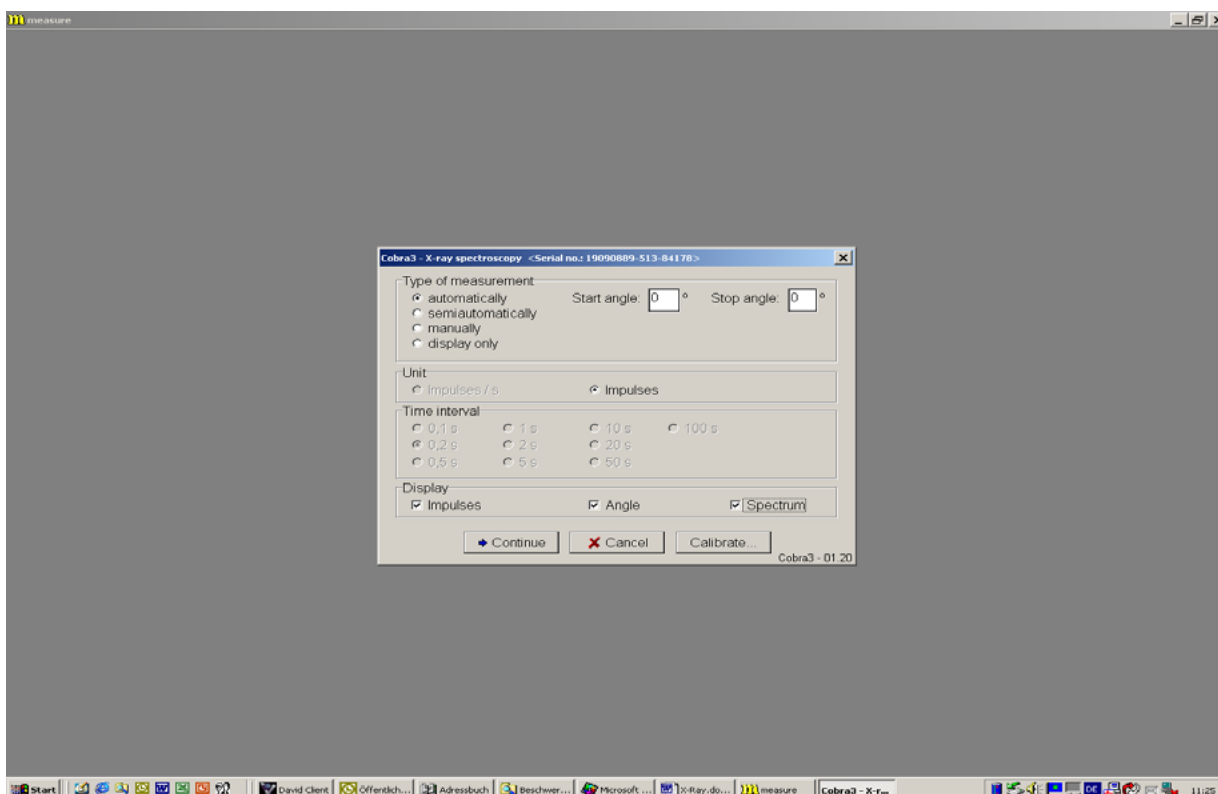 measure
Cobra3 - X-ray spectroscopy <Serial no.: 19090889-513-84178>
Type of measurement
automatically Start angle: 0 ° Stop angle: 0 °
semiautomatically
manually
display only
Unit
Impulses / s Impulses
Time interval
0,1 s 1 s 10 s 100 s
0,2 s 2 s 20 s
0,5 s 5 s 50 s
Display
Impulses Angle Spectrum
Continue Cancel Calibrate...
Cobra3 - 01.20
Start David Client Öffentlich... Adressbuch Beschwer... Microsoft ... X-Ray.do... measure Cobra3 - X-r... DE 11:25